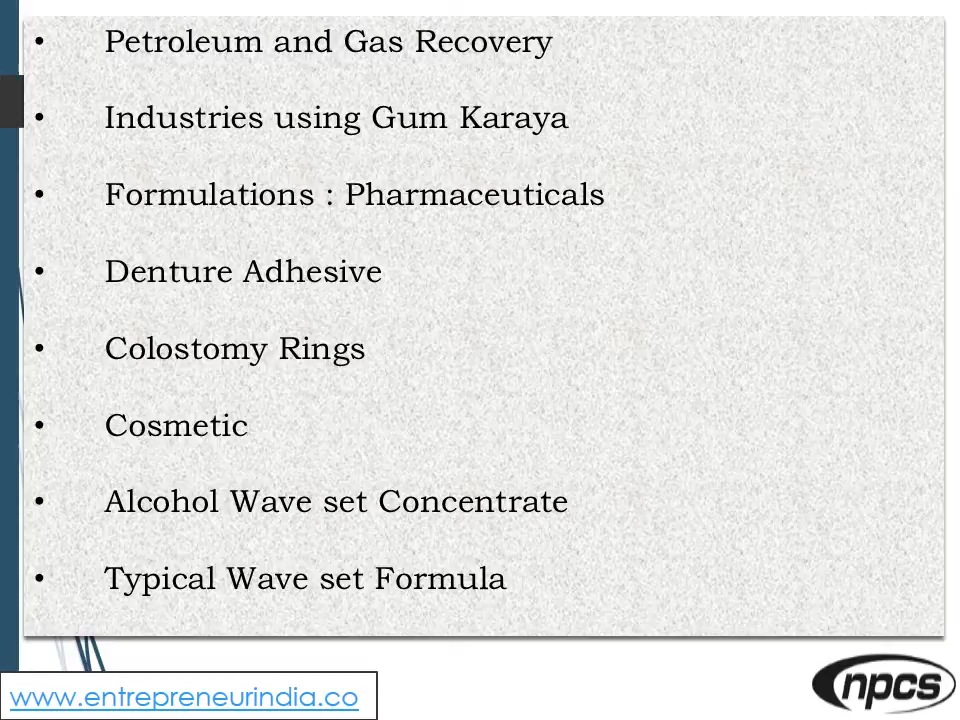 • Petroleum and Gas Recovery
• Industries using Gum Karaya
• Formulations : Pharmaceuticals
• Denture Adhesive
• Colostomy Rings
• Cosmetic
• Alcohol Wave set Concentrate
• Typical Wave set Formula
www.entrepreneurindia.co
npcs